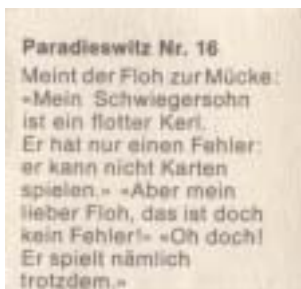 Paradieswitz Nr. 16
Meint der Floh zur Mücke:
«Mein Schwiegersohn
ist ein flotter Kerl.
Er hat nur einen Fehler:
er kann nicht Karten
spielen.» «Aber mein
lieber Floh, das ist doch
kein Fehler!» «Oh doch!
Er spielt nämlich
trotzdem.»